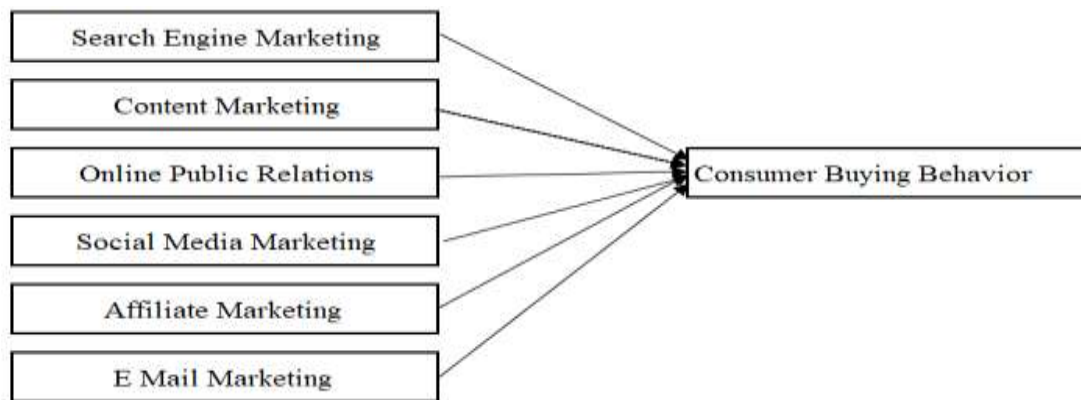 Search Engine Marketing
Content Marketing
Online Public Relations
Consumer Buying Behavior
Social Media Marketing
Affiliate Marketing
E Mail Marketing